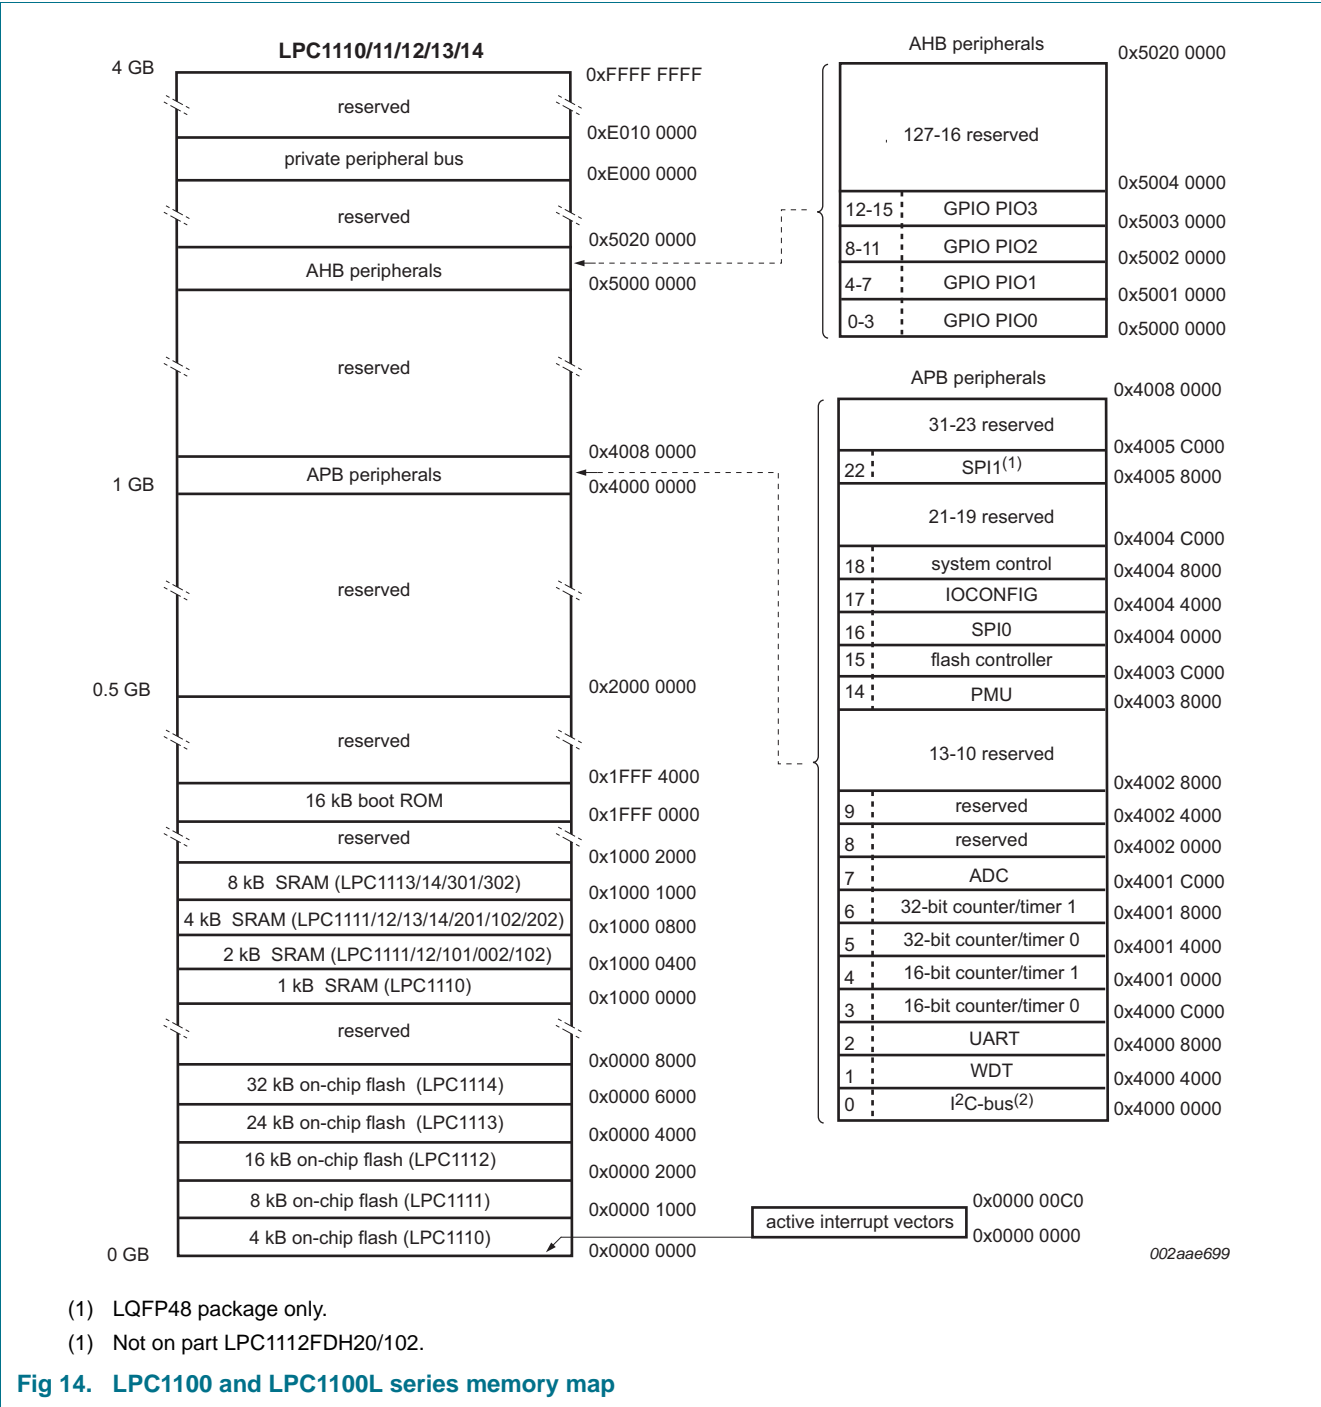 LPC1110/11/12/13/14
4 GB
0xFFFF FFFF
reserved
0xE010 0000
private peripheral bus
0xE000 0000
reserved
0x5020 0000
AHB peripherals
0x5000 0000
reserved
0x4008 0000
APB peripherals
1 GB
0x4000 0000
reserved
0.5 GB
0x2000 0000
reserved
0x1FFF 4000
16 kB boot ROM
0x1FFF 0000
reserved
0x1000 2000
8 kB SRAM (LPC1113/14/301/302)
0x1000 1000
4 kB SRAM (LPC1111/12/13/14/201/102/202)
0x1000 0800
2 kB SRAM (LPC1111/12/101/002/102)
0x1000 0400
1 kB SRAM (LPC1110)
0x1000 0000
reserved
0x0000 8000
32 kB on-chip flash (LPC1114)
0x0000 6000
24 kB on-chip flash (LPC1113)
0x0000 4000
16 kB on-chip flash (LPC1112)
0x0000 2000
8 kB on-chip flash (LPC1111)
0x0000 1000
4 kB on-chip flash (LPC1110)
0 GB
0x0000 0000
AHB peripherals
0x5020 0000
127-16 reserved
0x5004 0000
12-15 GPIO PIO3
0x5003 0000
8-11 GPIO PIO2
0x5002 0000
4-7 GPIO PIO1
0x5001 0000
0-3 GPIO PIO0
0x5000 0000
APB peripherals
0x4008 0000
31-23 reserved
0x4005 C000
22 SPI1(1)
0x4005 8000
21-19 reserved
0x4004 C000
18 system control
0x4004 8000
17 IOCONFIG
0x4004 4000
16 SPI0
0x4004 0000
15 flash controller
0x4003 C000
14 PMU
0x4003 8000
13-10 reserved
0x4002 8000
9 reserved
0x4002 4000
8 reserved
0x4002 0000
7 ADC
0x4001 C000
6 32-bit counter/timer 1
0x4001 8000
5 32-bit counter/timer 0
0x4001 4000
4 16-bit counter/timer 1
0x4001 0000
3 16-bit counter/timer 0
0x4000 C000
2 UART
0x4000 8000
1 WDT
0x4000 4000
0 I2C-bus(2)
0x4000 0000
0x0000 00C0
active interrupt vectors
0x0000 0000
002aae699
(1) LQFP48 package only.
(1) Not on part LPC1112FDH20/102.
Fig 14. LPC1100 and LPC1100L series memory map